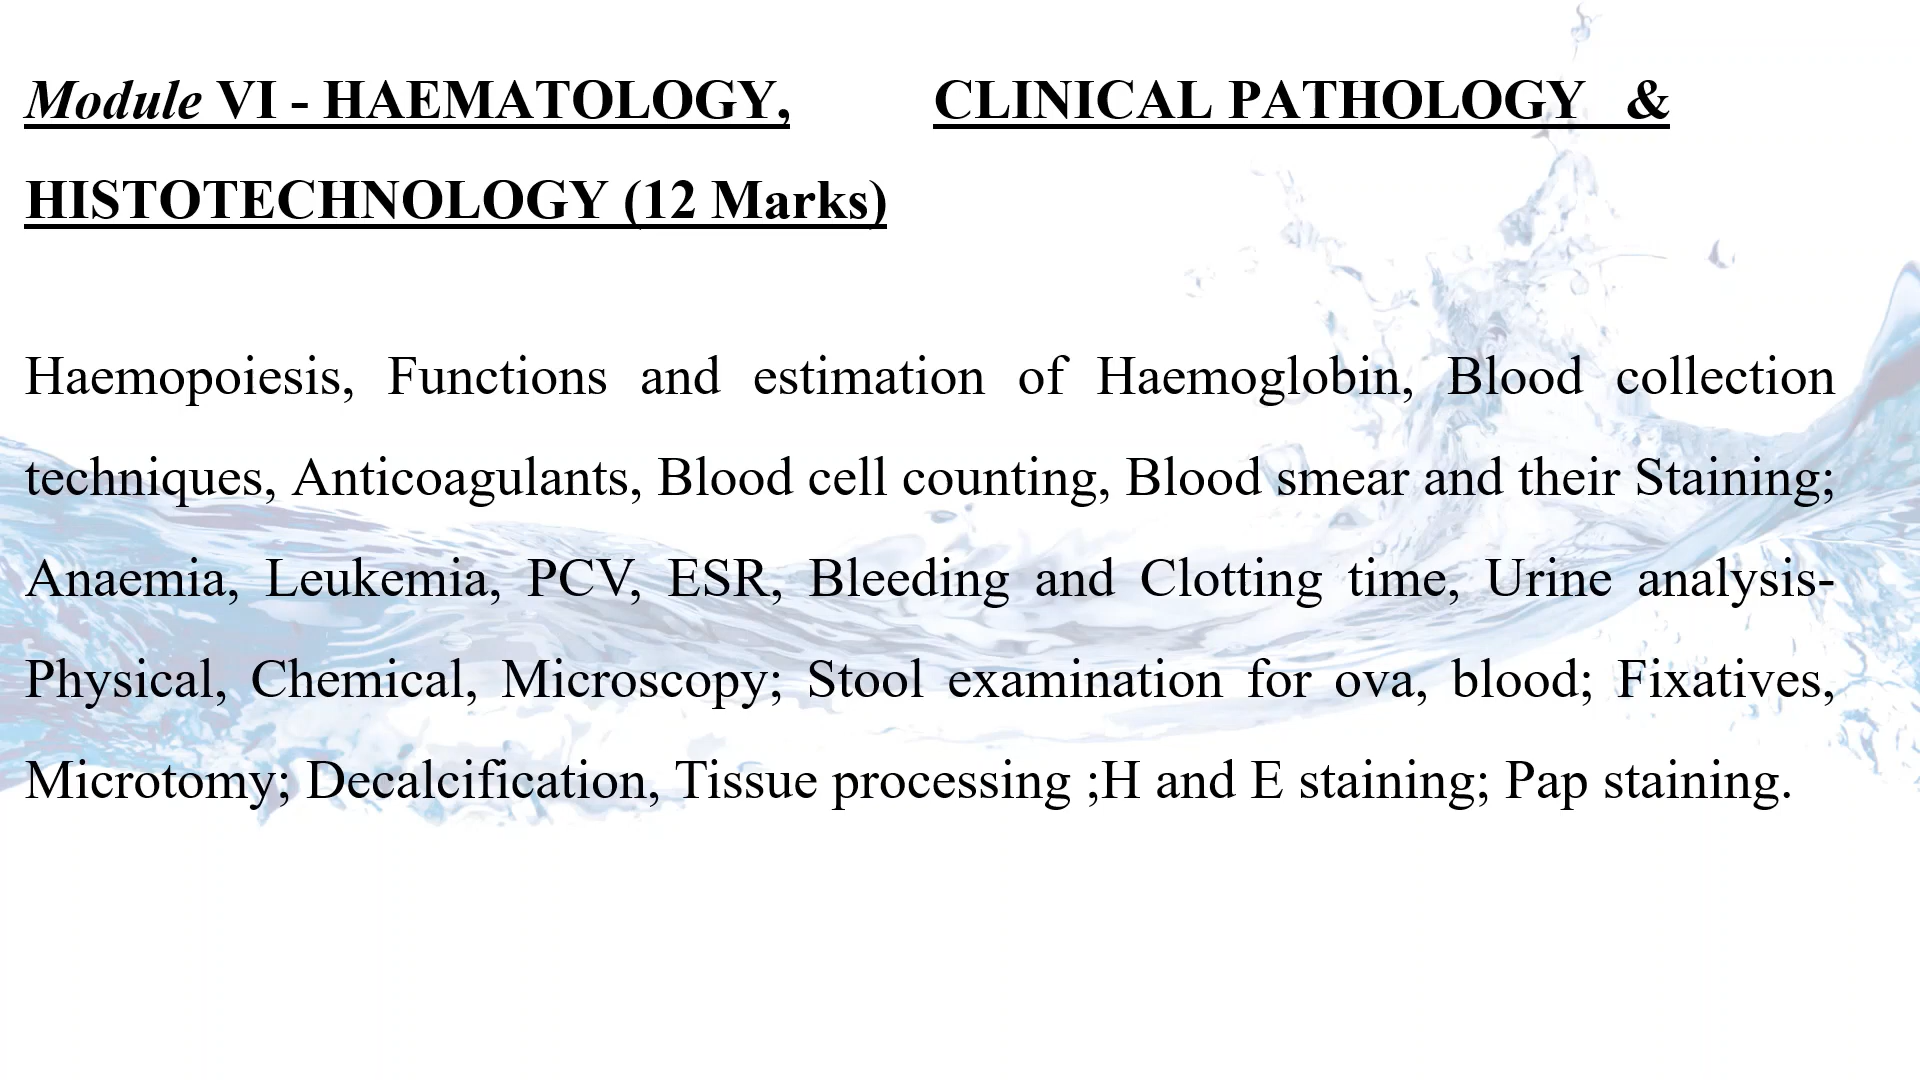 Module VI - HAEMATOLOGY, CLINICAL PATHOLOGY &
HISTOTECHNOLOGY (12 Marks)
Haemopoiesis, Functions and estimation of Haemoglobin, Blood collection
techniques, Anticoagulants, Blood cell counting, Blood smear and their Staining;
Anaemia, Leukemia, PCV, ESR, Bleeding and Clotting time, Urine analysis-
Physical, Chemical, Microscopy; Stool examination for ova, blood; Fixatives,
Microtomy; Decalcification, Tissue processing ;H and E staining; Pap staining.